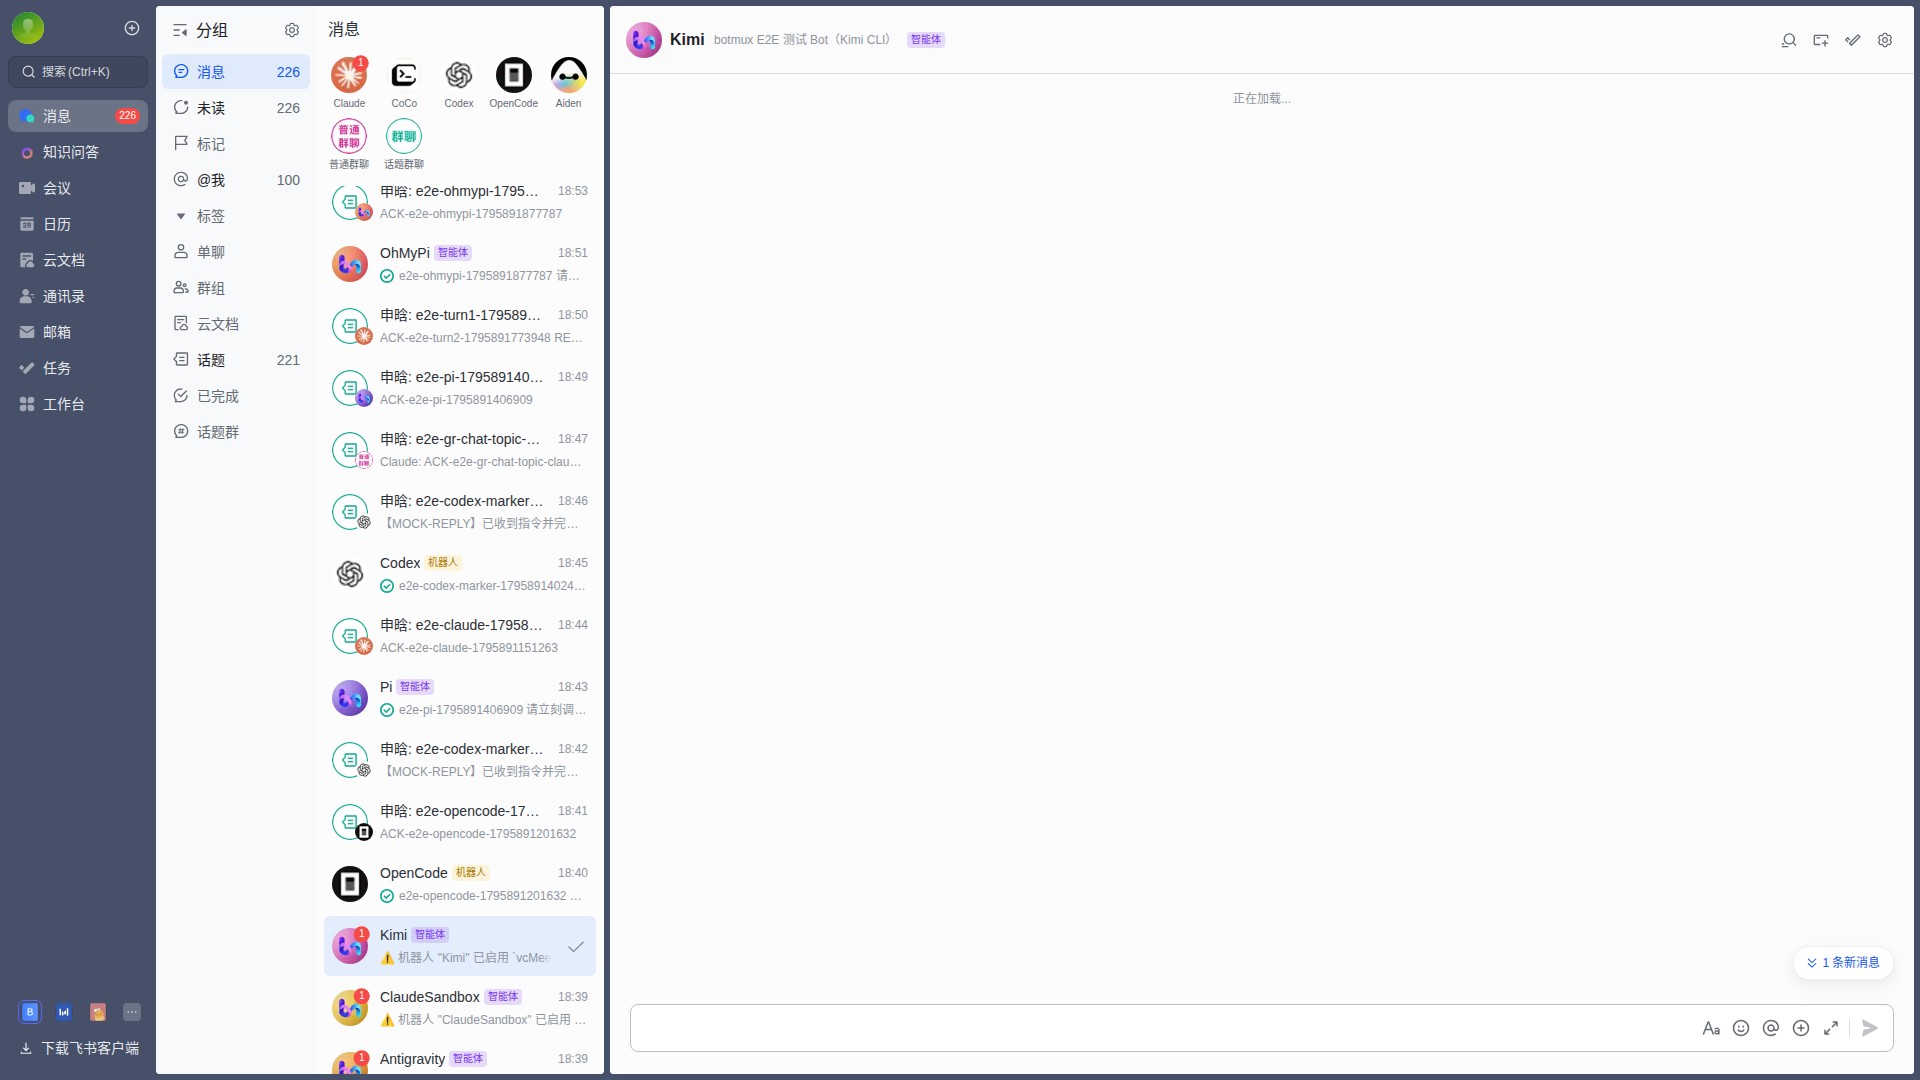 搜索 (Ctrl+K)
消息
226
知识问答
会议
日历
云文档
通讯录
邮箱
任务
工作台
下载飞书客户端
分组
消息
226
未读
226
标记
@我
100
标签
单聊
群组
云文档
话题
221
已完成
话题群
消息
1
Claude
CoCo
Codex
OpenCode
Aiden
普通
群聊
普通群聊
群聊
话题群聊
申晗: e2e-ohmypi-1795...
18:53
ACK-e2e-ohmypi-1795891877787
OhMyPi 智能体
18:51
e2e-ohmypi-1795891877787 请...
申晗: e2e-turn1-179589...
18:50
ACK-e2e-turn2-1795891773948 RE...
申晗: e2e-pi-179589140...
18:49
ACK-e2e-pi-1795891406909
申晗: e2e-gr-chat-topic-...
18:47
Claude: ACK-e2e-gr-chat-topic-clau...
申晗: e2e-codex-marker...
18:46
【MOCK-REPLY】已收到指令并完...
Codex 机器人
18:45
e2e-codex-marker-17958914024...
申晗: e2e-claude-17958...
18:44
ACK-e2e-claude-1795891151263
Pi 智能体
18:43
e2e-pi-1795891406909 请立刻调...
申晗: e2e-codex-marker...
18:42
【MOCK-REPLY】已收到指令并完...
申晗: e2e-opencode-17...
18:41
ACK-e2e-opencode-1795891201632
OpenCode 机器人
18:40
e2e-opencode-1795891201632 ...
1
Kimi 智能体
⚠️ 机器人 "Kimi" 已启用 `vcMee
1
ClaudeSandbox 智能体
18:39
⚠️ 机器人 "ClaudeSandbox" 已启用 ...
1
Antigravity 智能体
18:39
Kimi
botmux E2E 测试 Bot（Kimi CLI）
智能体
正在加载...
1 条新消息
Aa